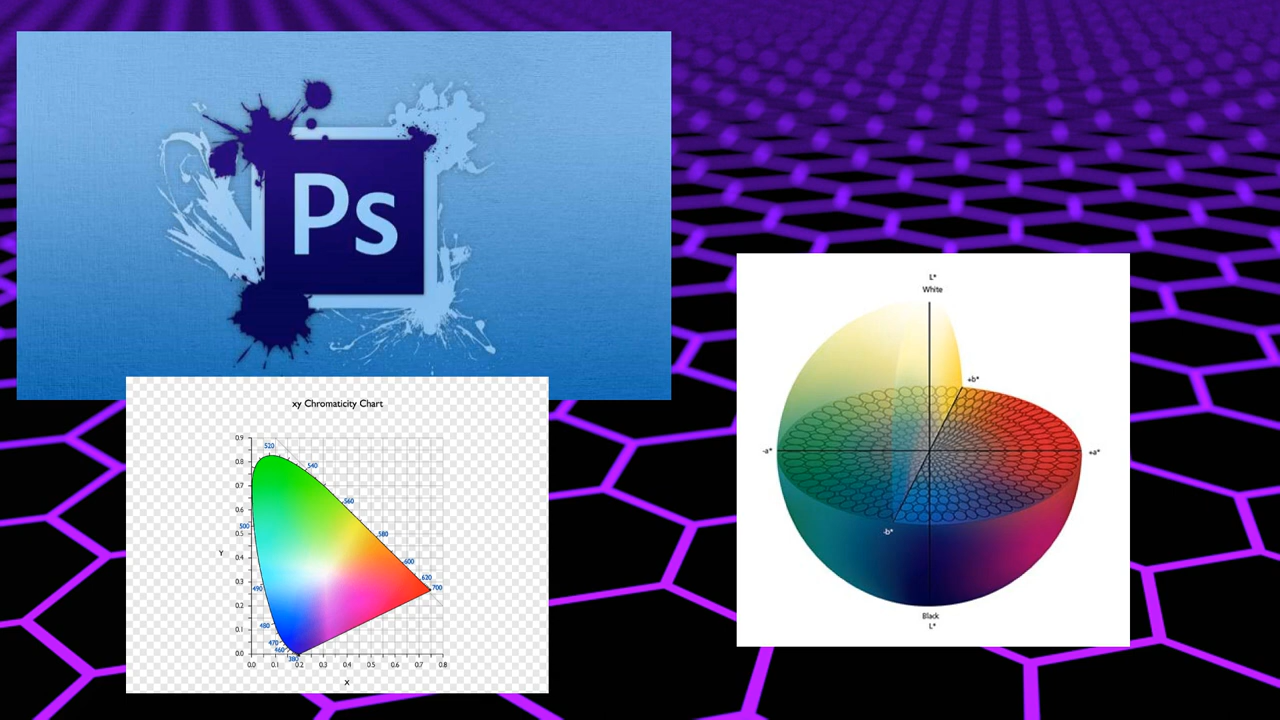 Ps
L*
White
+b*
-a*
+a*
-b*
Black
L*
xy Chromaticity Chart
0.9
0.8
0.7
0.6
0.5
0.4
0.3
0.2
0.1
0.0
Y
520
540
560
580
600
620
700
500
490
480
470
460
380
0.0 0.1 0.2 0.3 0.4 0.5 0.6 0.7 0.8
X